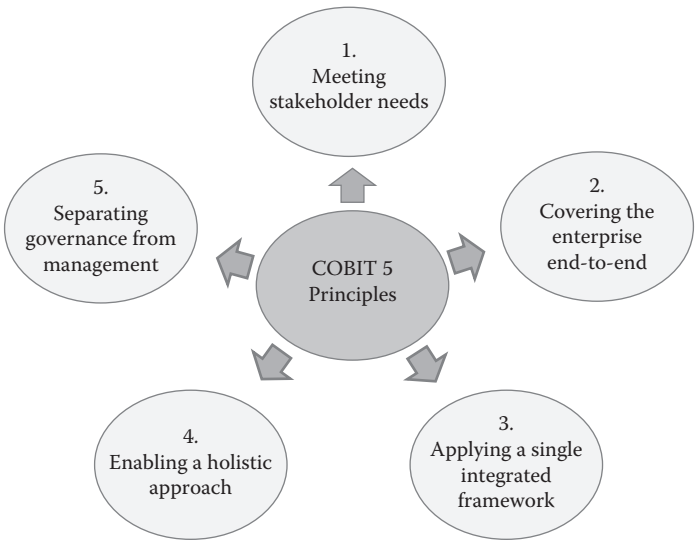 1.
Meeting
stakeholder needs
2.
Covering the
enterprise
end-to-end
3.
Applying a single
integrated
framework
4.
Enabling a holistic
approach
5.
Separating
governance from
management
COBIT 5
Principles